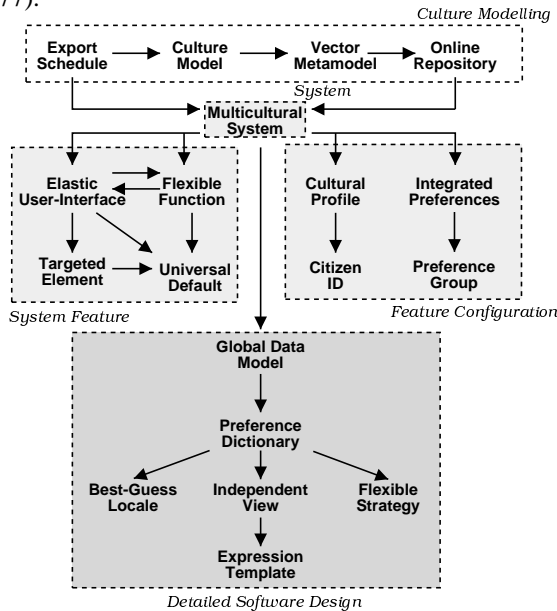 77).
Culture Modelling
Export Schedule
Culture Model
Vector Metamodel
Online Repository
System
Multicultural System
Elastic User-Interface
Flexible Function
Cultural Profile
Integrated Preferences
Targeted Element
Universal Default
Citizen ID
Preference Group
System Feature
Feature Configuration
Global Data Model
Preference Dictionary
Best-Guess Locale
Independent View
Flexible Strategy
Expression Template
Detailed Software Design